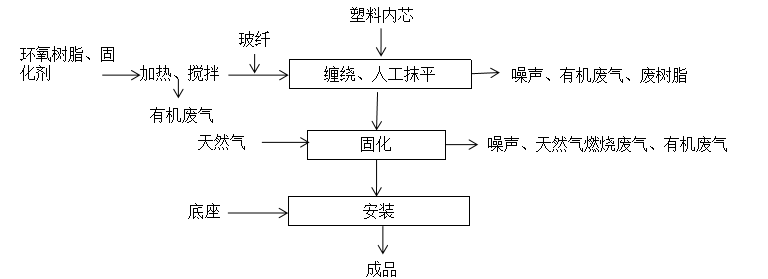 塑料内芯
玻纤
环氧树脂、固
化剂
加热、搅拌
缠绕、人工抹平
噪声、有机废气、废树脂
有机废气
天然气
固化
噪声、天然气燃烧废气、有机废气
底座
安装
成品